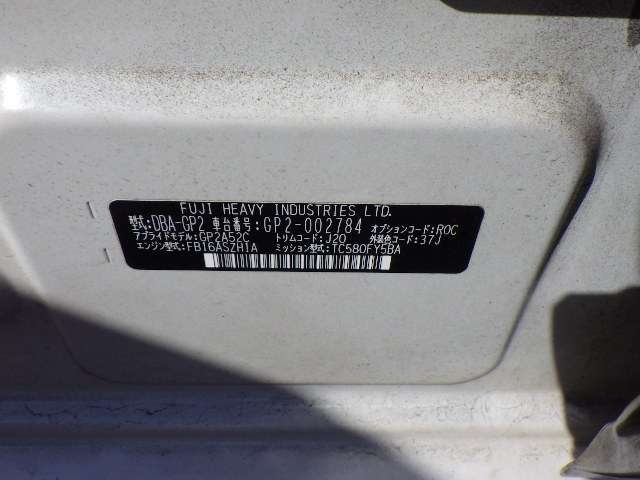 FUJI HEAVY INDUSTRIES LTD.
型式:DBA-GP2 車台番号:GP2-002784 オプションコード:ROC
アプライドモデル:GP2A52C トリムコード:J20 外装色コード:37J
エンジン型式:FB16ASZH1A ミッション型式:TC580FY5BA